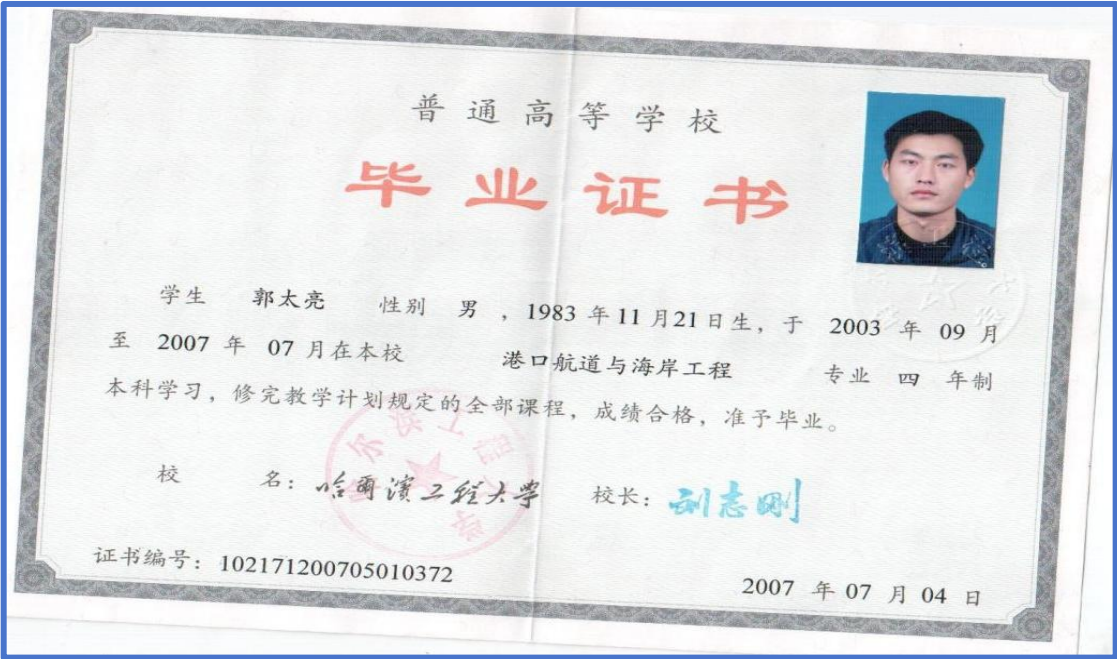 普通高等学校
毕业证书
学生 郭太亮 性别 男 ，1983 年 11 月 21 日生，于 2003 年 09 月
至 2007 年 07 月在本校 港口航道与海岸工程 专业 四 年制
本科学习，修完教学计划规定的全部课程，成绩合格，准予毕业。
校 名：哈尔滨工程大学 校长：刘志刚
证书编号：102171200705010372
2007 年 07 月 04 日